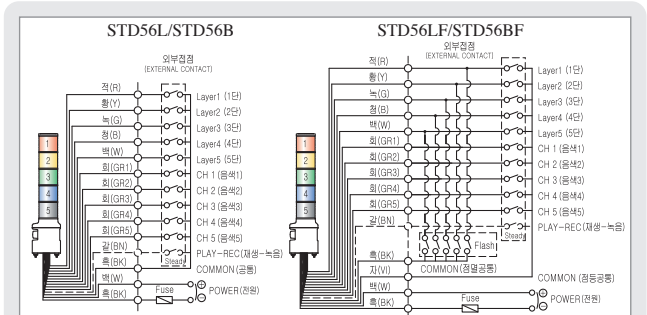 STD56L/STD56B
외부접점
(EXTERNAL CONTACT)
적(R)
황(Y)
녹(G)
청(B)
백(W)
회(GR1)
회(GR2)
회(GR3)
회(GR4)
회(GR5)
갈(BN)
흑(BK)
백(W)
흑(BK)
Layer1 (1단)
Layer2 (2단)
Layer3 (3단)
Layer4 (4단)
Layer5 (5단)
CH 1 (음색1)
CH 2 (음색2)
CH 3 (음색3)
CH 4 (음색4)
CH 5 (음색5)
PLAY-REC(재생-녹음)
Steady
COMMON (공통)
Fuse
POWER(전원)
1
2
3
4
5
STD56LF/STD56BF
외부접점
(EXTERNAL CONTACT)
적(R)
황(Y)
녹(G)
청(B)
백(W)
회(GR1)
회(GR2)
회(GR3)
회(GR4)
회(GR5)
갈(BN)
흑(BK)
자(VI)
백(W)
흑(BK)
Layer1 (1단)
Layer2 (2단)
Layer3 (3단)
Layer4 (4단)
Layer5 (5단)
CH 1 (음색1)
CH 2 (음색2)
CH 3 (음색3)
CH 4 (음색4)
CH 5 (음색5)
PLAY-REC(재생-녹음)
Steady
Flash
COMMON (점멸공통)
COMMON (점등공통)
Fuse
POWER(전원)
1
2
3
4
5